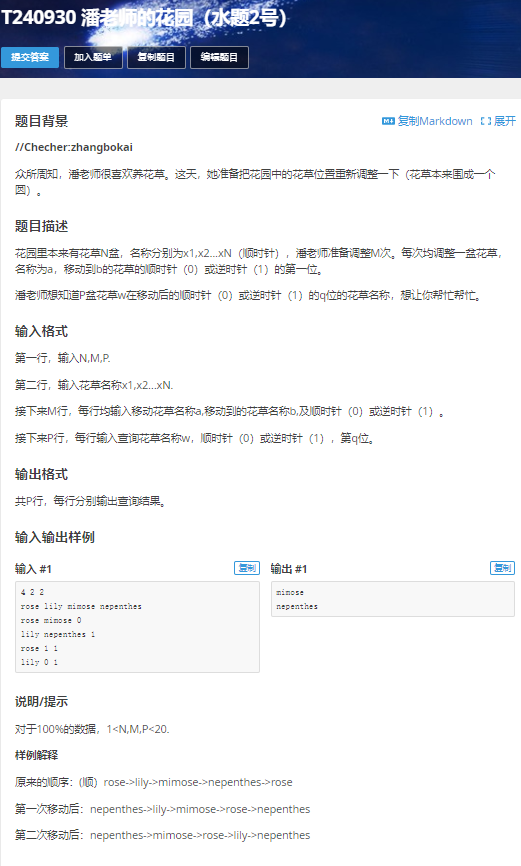 T240930 潘老师的花园（水题2号）
提交答案 加入题单 复制题目 编辑题目
题目背景 复制Markdown 展开
//Checher:zhangbokai
众所周知，潘老师很喜欢养花草。这天，她准备把花园中的花草位置重新调整一下（花草本来围成一个
圆）。
题目描述
花园里本来有花草N盆，名称分别为x1,x2...xN（顺时针），潘老师准备调整M次。每次均调整一盆花草，
名称为a，移动到b的花草的顺时针（0）或逆时针（1）的第一位。
潘老师想知道P盆花草w在移动后的顺时针（0）或逆时针（1）的q位的花草名称，想让你帮忙帮忙。
输入格式
第一行，输入N,M,P.
第二行，输入花草名称x1,x2...xN.
接下来M行，每行均输入移动花草名称a,移动到的花草名称b,及顺时针（0）或逆时针（1）。
接下来P行，每行输入查询花草名称w，顺时针（0）或逆时针（1），第q位。
输出格式
共P行，每行分别输出查询结果。
输入输出样例
输入 #1 复制 输出 #1 复制
4 2 2
rose lily mimose nepenthes
rose mimose 0
lily nepenthes 1
rose 1 1
lily 0 1
mimose
nepenthes
说明/提示
对于100%的数据，1<N,M,P<20.
样例解释
原来的顺序：(顺）rose->lily->mimose->nepenthes->rose
第一次移动后：nepenthes->lily->mimose->rose->nepenthes
第二次移动后：nepenthes->mimose->rose->lily->nepenthes